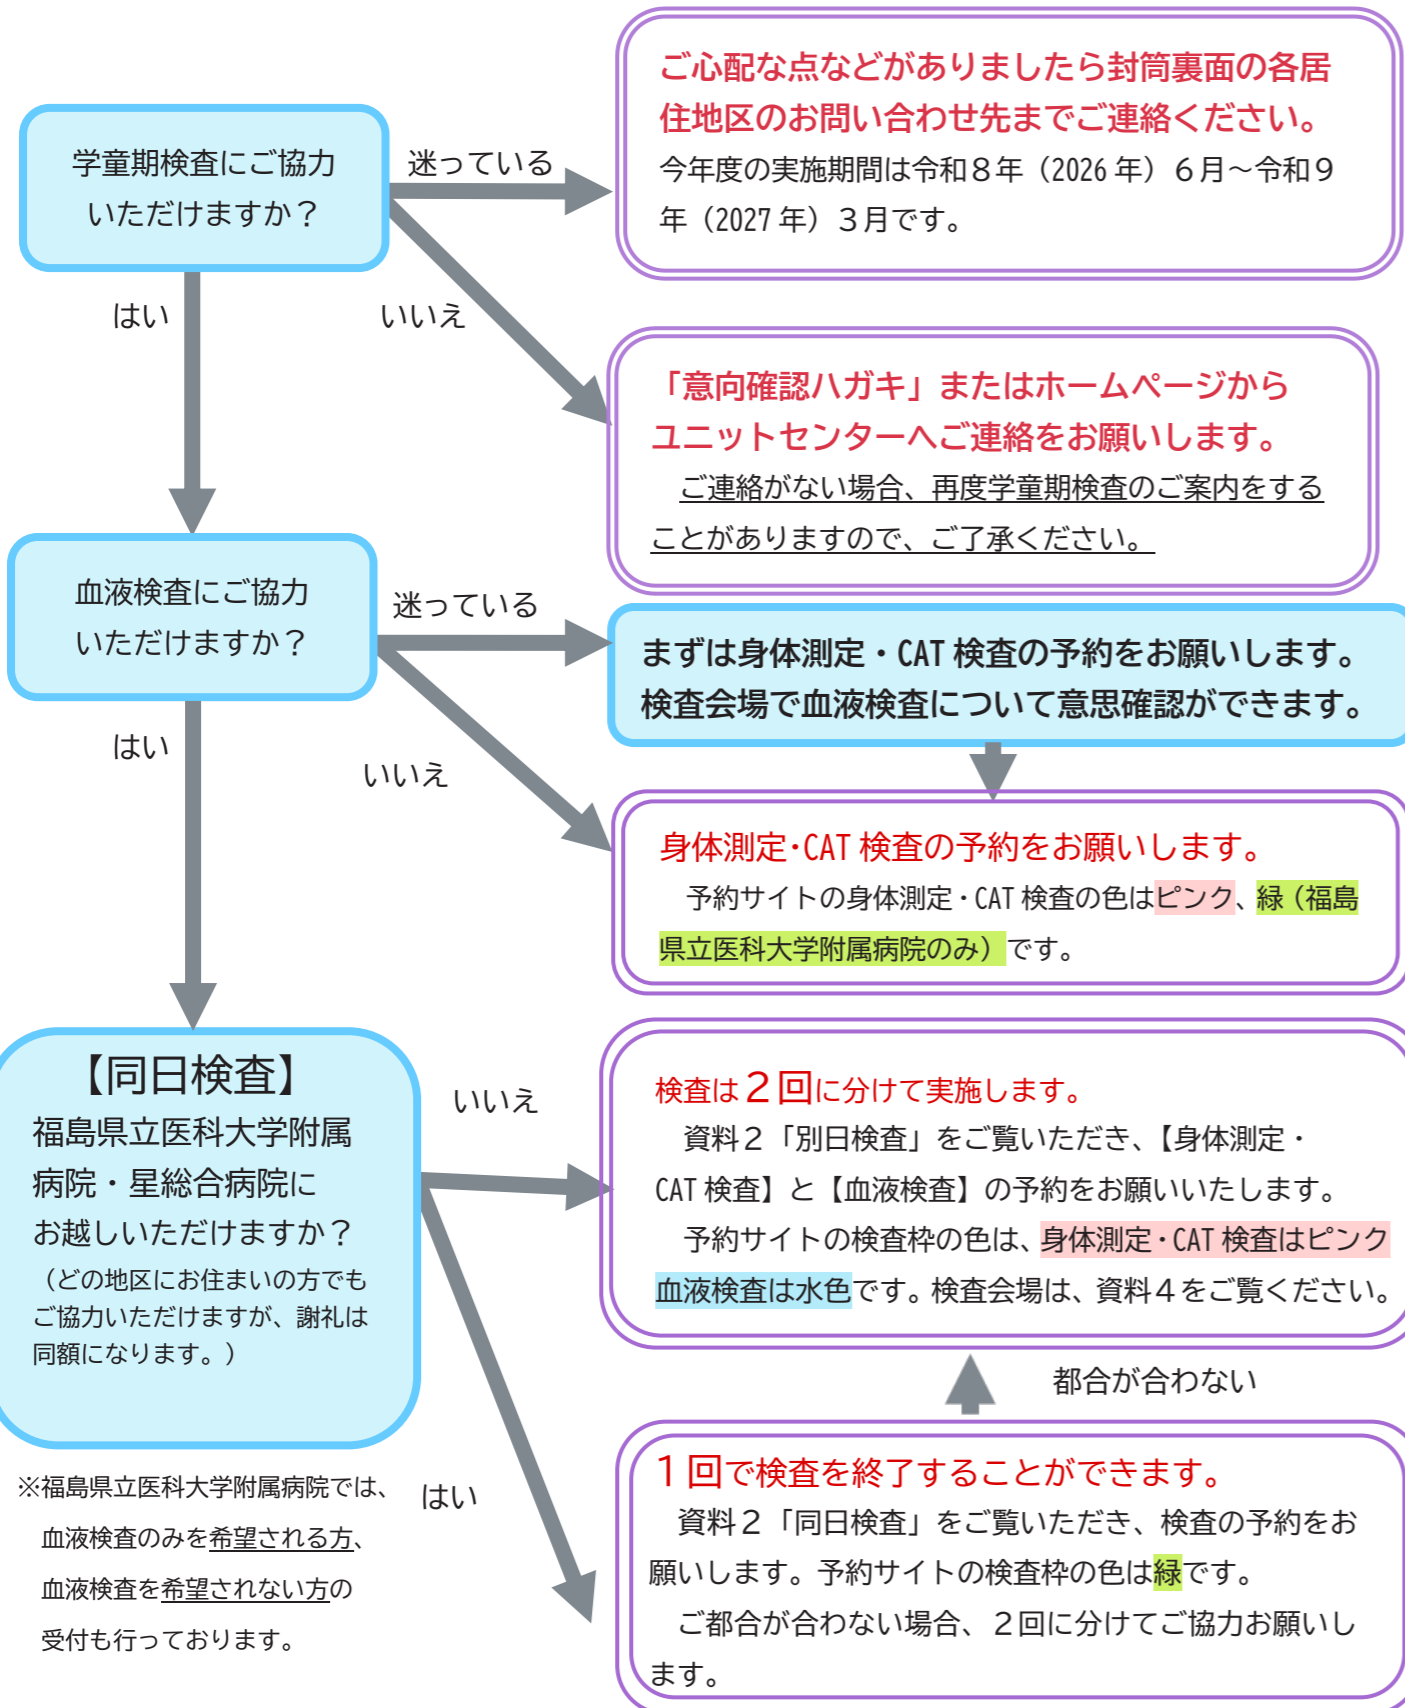 ご心配な点などがありましたら封筒裏面の各居
住地区のお問い合わせ先までご連絡ください。
今年度の実施期間は令和８年（2026 年）６月～令和９
年（2027 年）３月です。
学童期検査にご協力
いただけますか？
迷っている
はい
いいえ
「意向確認ハガキ」またはホームページから
ユニットセンターへご連絡をお願いします。
ご連絡がない場合、再度学童期検査のご案内をする
ことがありますので、ご了承ください。
血液検査にご協力
いただけますか？
迷っている
はい
いいえ
まずは身体測定・CAT 検査の予約をお願いします。
検査会場で血液検査について意思確認ができます。
身体測定・CAT 検査の予約をお願いします。
予約サイトの身体測定・CAT 検査の色はピンク、緑（福島
県立医科大学附属病院のみ）です。
【同日検査】
福島県立医科大学附属
病院・星総合病院に
お越しいただけますか？
（どの地区にお住まいの方でも
ご協力いただけますが、謝礼は
同額になります。）
いいえ
検査は２回に分けて実施します。
資料２「別日検査」をご覧いただき、【身体測定・
CAT 検査】と【血液検査】の予約をお願いいたします。
予約サイトの検査枠の色は、身体測定・CAT 検査はピンク
血液検査は水色です。検査会場は、資料４をご覧ください。
都合が合わない
はい
１回で検査を終了することができます。
資料２「同日検査」をご覧いただき、検査の予約をお
願いします。予約サイトの検査枠の色は緑です。
ご都合が合わない場合、２回に分けてご協力お願いし
ます。
※福島県立医科大学附属病院では、
血液検査のみを希望される方、
血液検査を希望されない方の
受付も行っております。